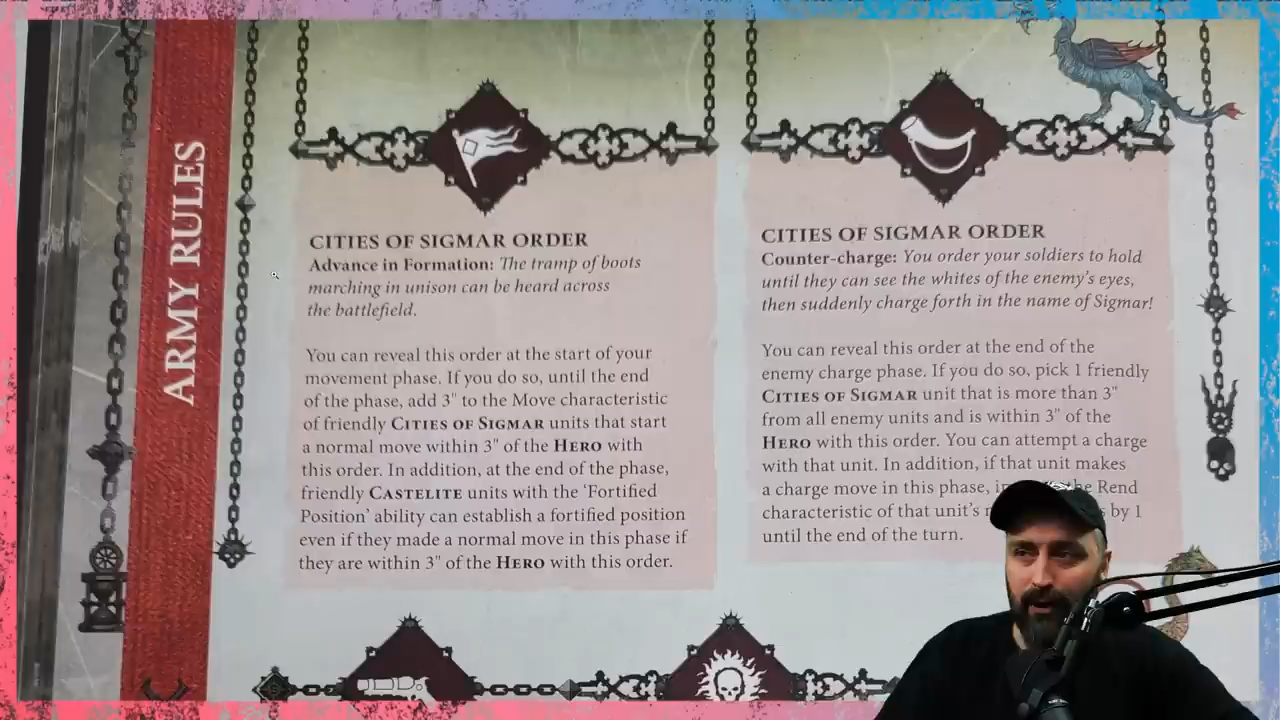 ARMY RULES
CITIES OF SIGMAR ORDER
Advance in Formation: The tramp of boots
marching in unison can be heard across
the battlefield.
You can reveal this order at the start of your
movement phase. If you do so, until the end
of the phase, add 3" to the Move characteristic
of friendly CITIES OF SIGMAR units that start
a normal move within 3" of the HERO with
this order. In addition, at the end of the phase,
friendly CASTELITE units with the ‘Fortified
Position’ ability can establish a fortified position
even if they made a normal move in this phase if
they are within 3" of the HERO with this order.
CITIES OF SIGMAR ORDER
Counter-charge: You order your soldiers to hold
until they can see the whites of the enemy’s eyes,
then suddenly charge forth in the name of Sigmar!
You can reveal this order at the end of the
enemy charge phase. If you do so, pick 1 friendly
CITIES OF SIGMAR unit that is more than 3"
from all enemy units and is within 3" of the
HERO with this order. You can attempt a charge
with that unit. In addition, if that unit makes
a charge move in this phase, the Rend
characteristic of that unit’s by 1
until the end of the turn.